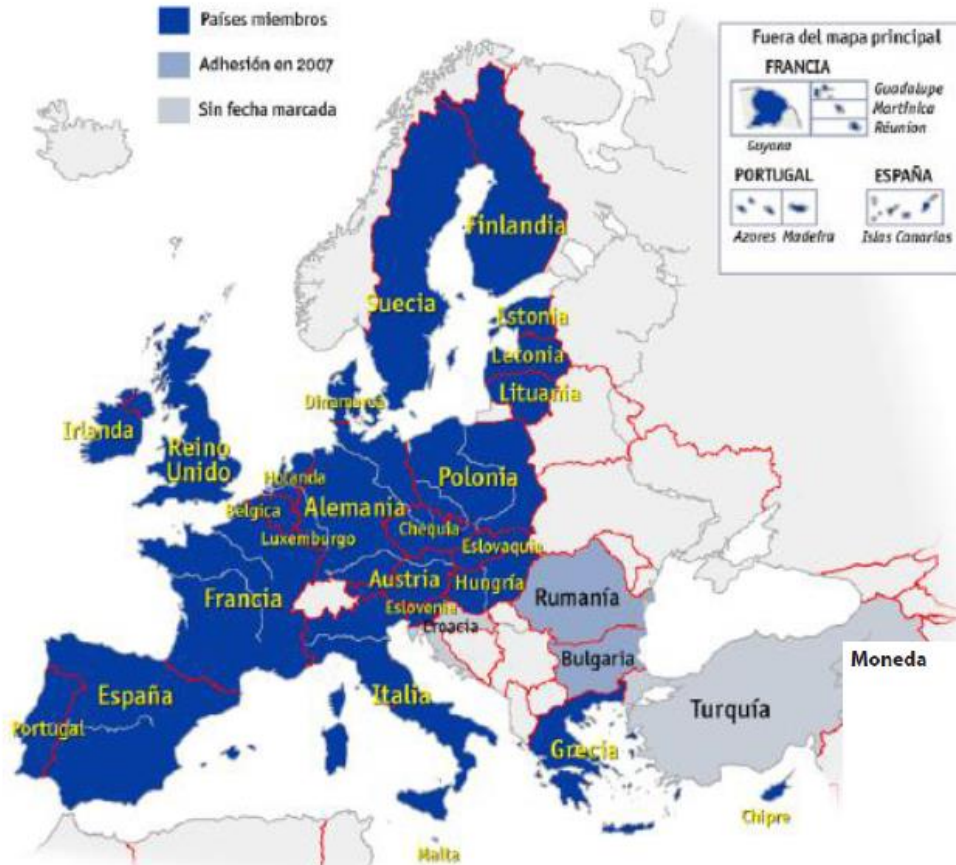 Países miembros
Adhesión en 2007
Sin fecha marcada
Fuera del mapa principal
FRANCIA
Guadalupe
Martinica
Réunion
Guyana
PORTUGAL
ESPAÑA
Azores
Madeira
Islas Canarias
Finlandia
Suecia
Estonia
Letonia
Lituania
Dinamarca
Irlanda
Reino
Unido
Holanda
Polonia
Alemania
Bélgica
Chequia
Luxemburgo
Eslovaquia
Austria
Hungría
Francia
Eslovenia
Rumanía
Croacia
Bulgaria
Moneda
España
Italia
Turquía
Portugal
Grecia
Chipre
Malta